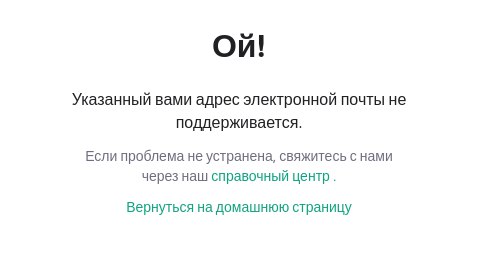 Ой!
Указанный вами адрес электронной почты не
поддерживается.
Если проблема не устранена, свяжитесь с нами
через наш справочный центр .
Вернуться на домашнюю страницу